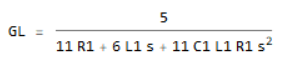 GL = 5 / (11 R1 + 6 L1 s + 11 C1 L1 R1 s²)